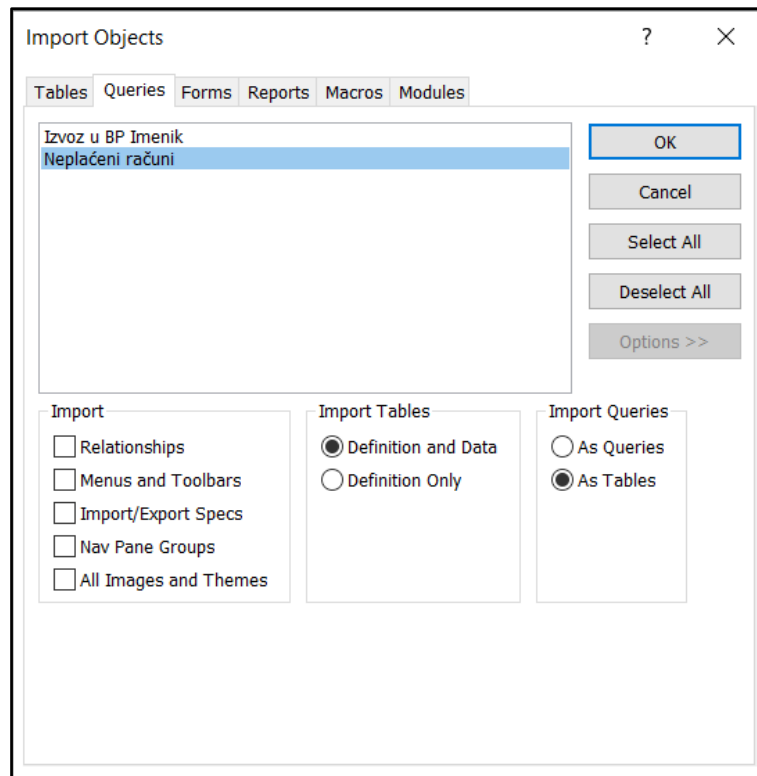 Import Objects ?
Tables Queries Forms Reports Macros Modules
Izvoz u BP Imenik
Neplaćeni računi
OK
Cancel
Select All
Deselect All
Options >>
Import
Relationships
Menus and Toolbars
Import/Export Specs
Nav Pane Groups
All Images and Themes
Import Tables
Definition and Data
Definition Only
Import Queries
As Queries
As Tables